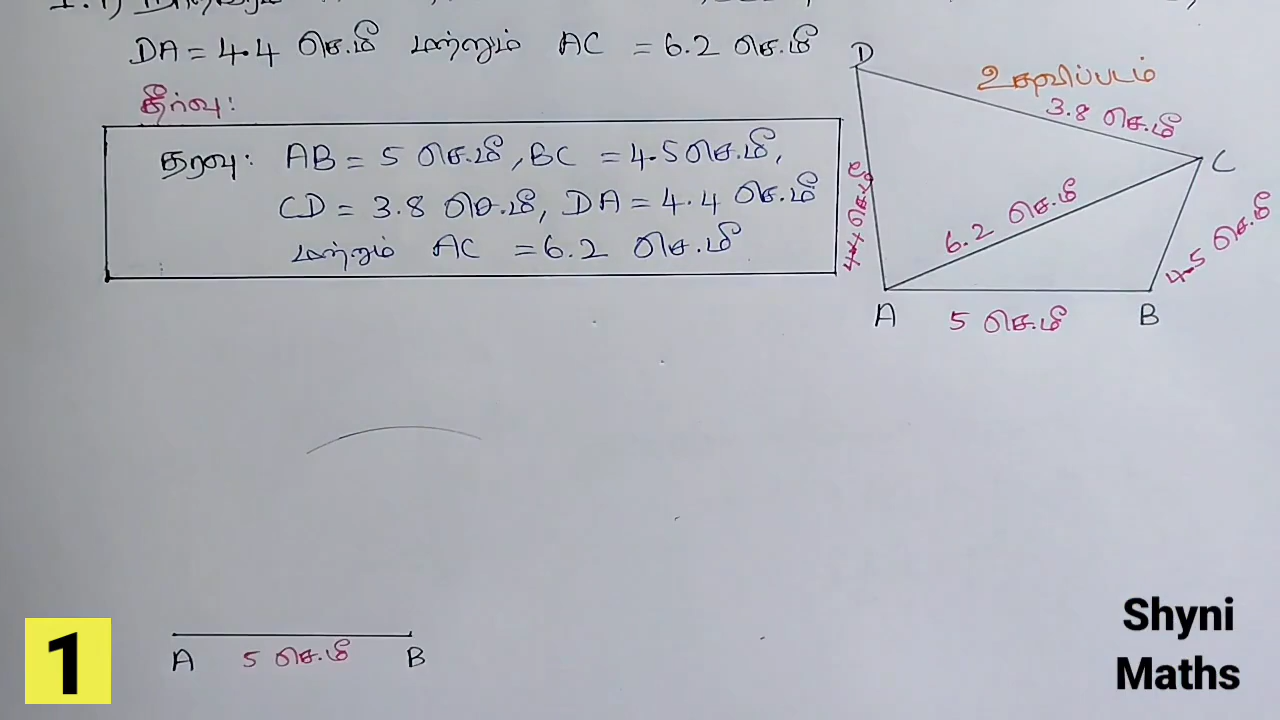 DA = 4.4 செ.மீ மற்றும் AC = 6.2 செ.மீ
தீர்வு:
தரவு: AB = 5 செ.மீ, BC = 4.5 செ.மீ,
CD = 3.8 செ.மீ, DA = 4.4 செ.மீ
மற்றும் AC = 6.2 செ.மீ
D
உதவிப்படம்
3.8 செ.மீ
C
4.4 செ.மீ
6.2 செ.மீ
4.5 செ.மீ
A 5 செ.மீ B
A 5 செ.மீ B
1
Shyni
Maths